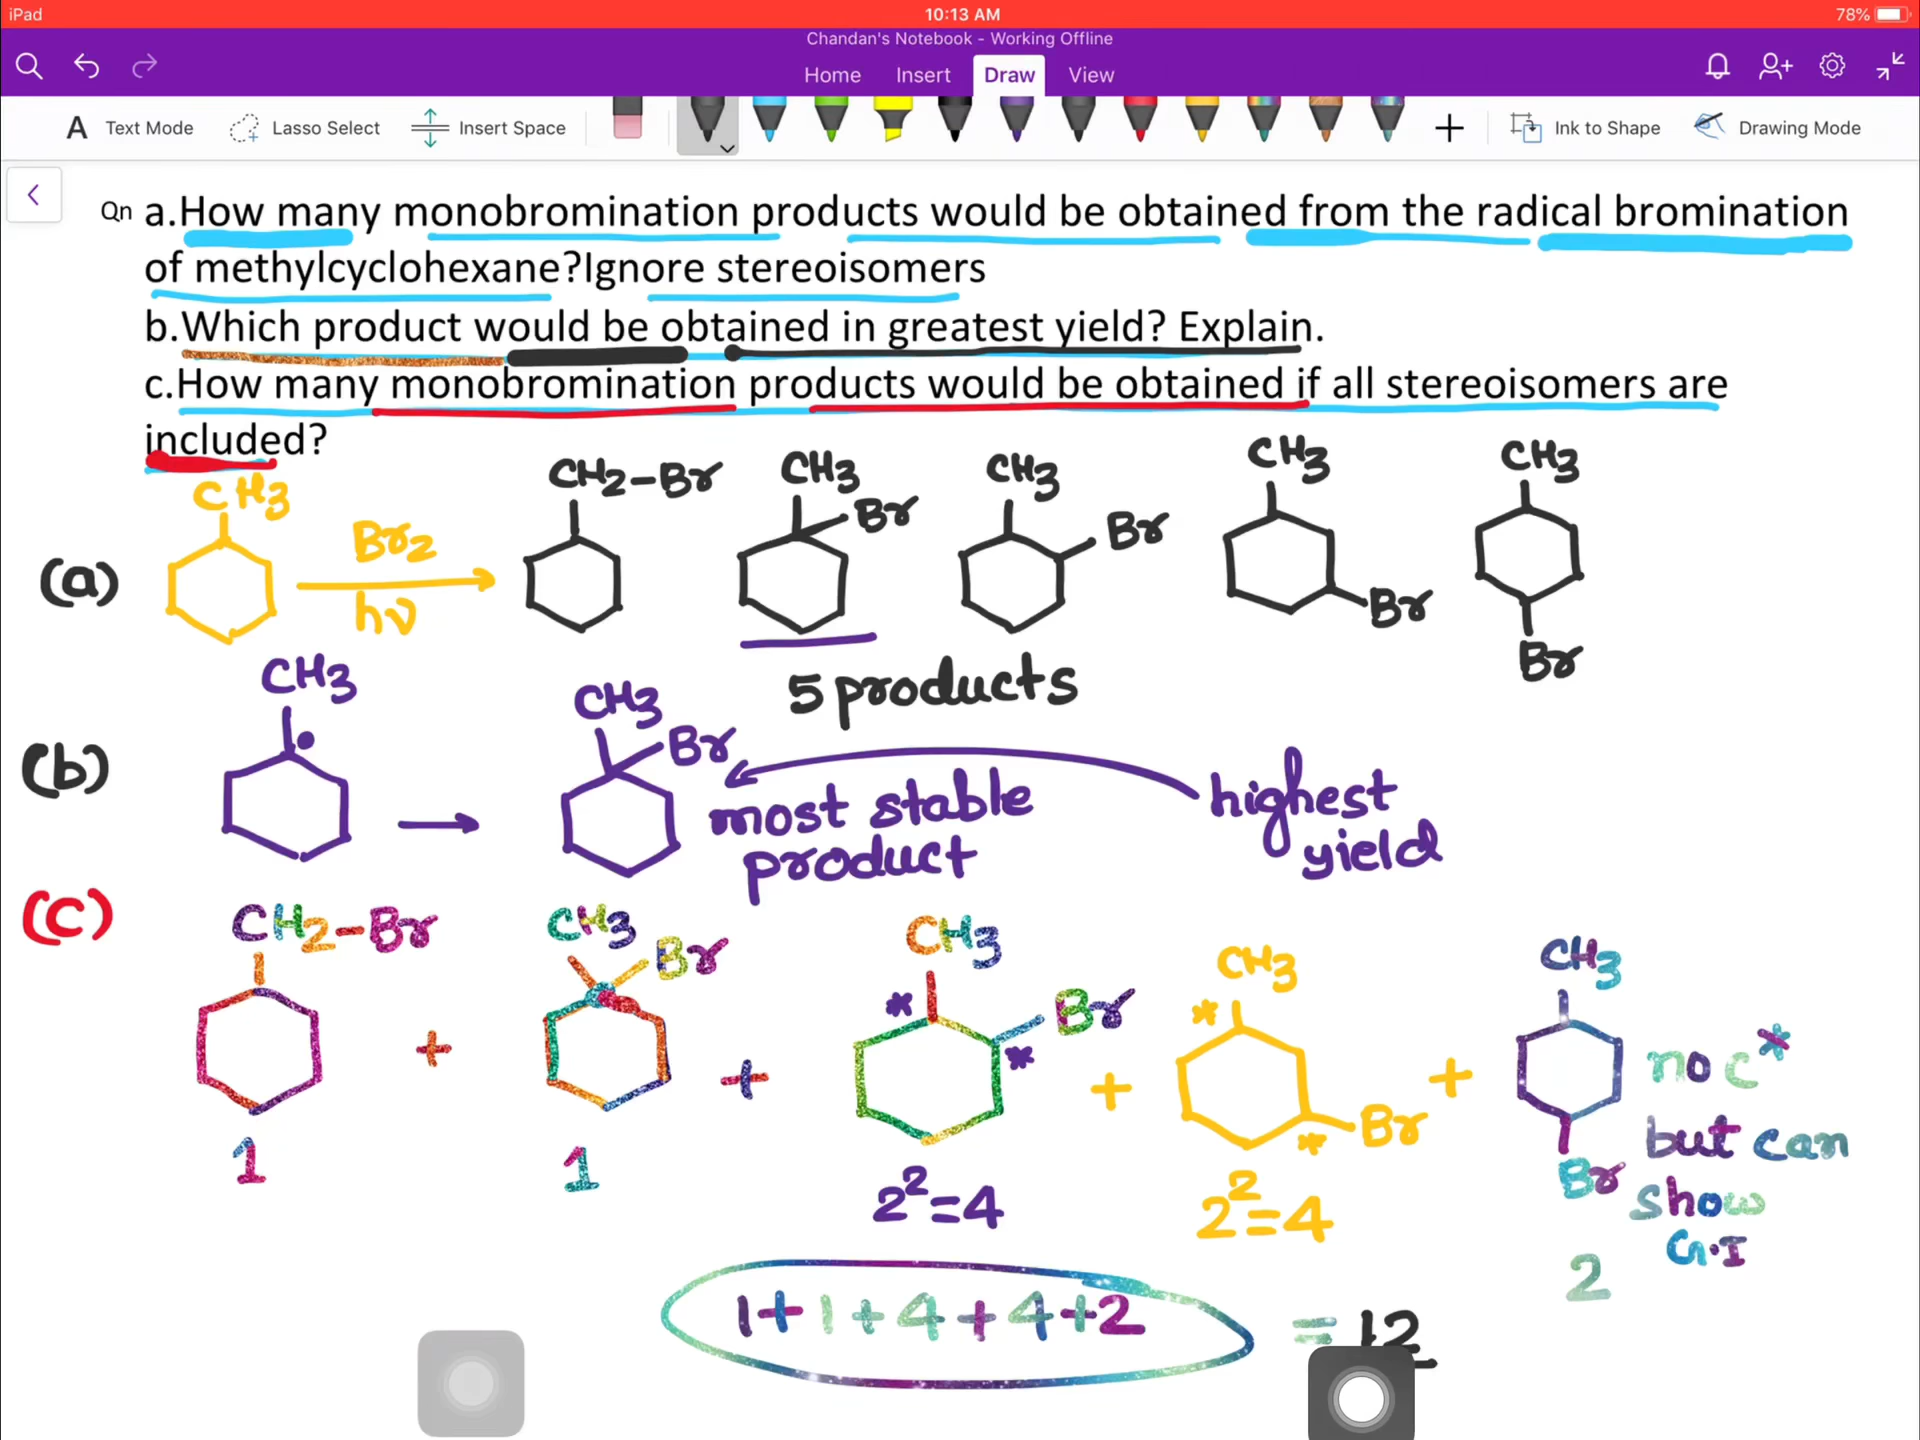 iPad 10:13 AM 78%
Chandan's Notebook - Working Offline
Home Insert Draw View
A Text Mode Lasso Select Insert Space Ink to Shape Drawing Mode
Qn a.How many monobromination products would be obtained from the radical bromination
of methylcyclohexane?Ignore stereoisomers
b.Which product would be obtained in greatest yield? Explain.
c.How many monobromination products would be obtained if all stereoisomers are
included?
CH3 CH2-Br CH3 CH3 CH3 CH3
(a) Br2 Br Br Br Br
hν
5 products
(b) CH3 CH3 Br
most stable product
highest yield
(c) CH2-Br CH3 Br CH3 Br CH3 Br CH3 Br
* * * *
+ + + +
no C*
but can
show
G.I
1 1 2²=4 2²=4 2
1+1+4+4+2 = 12